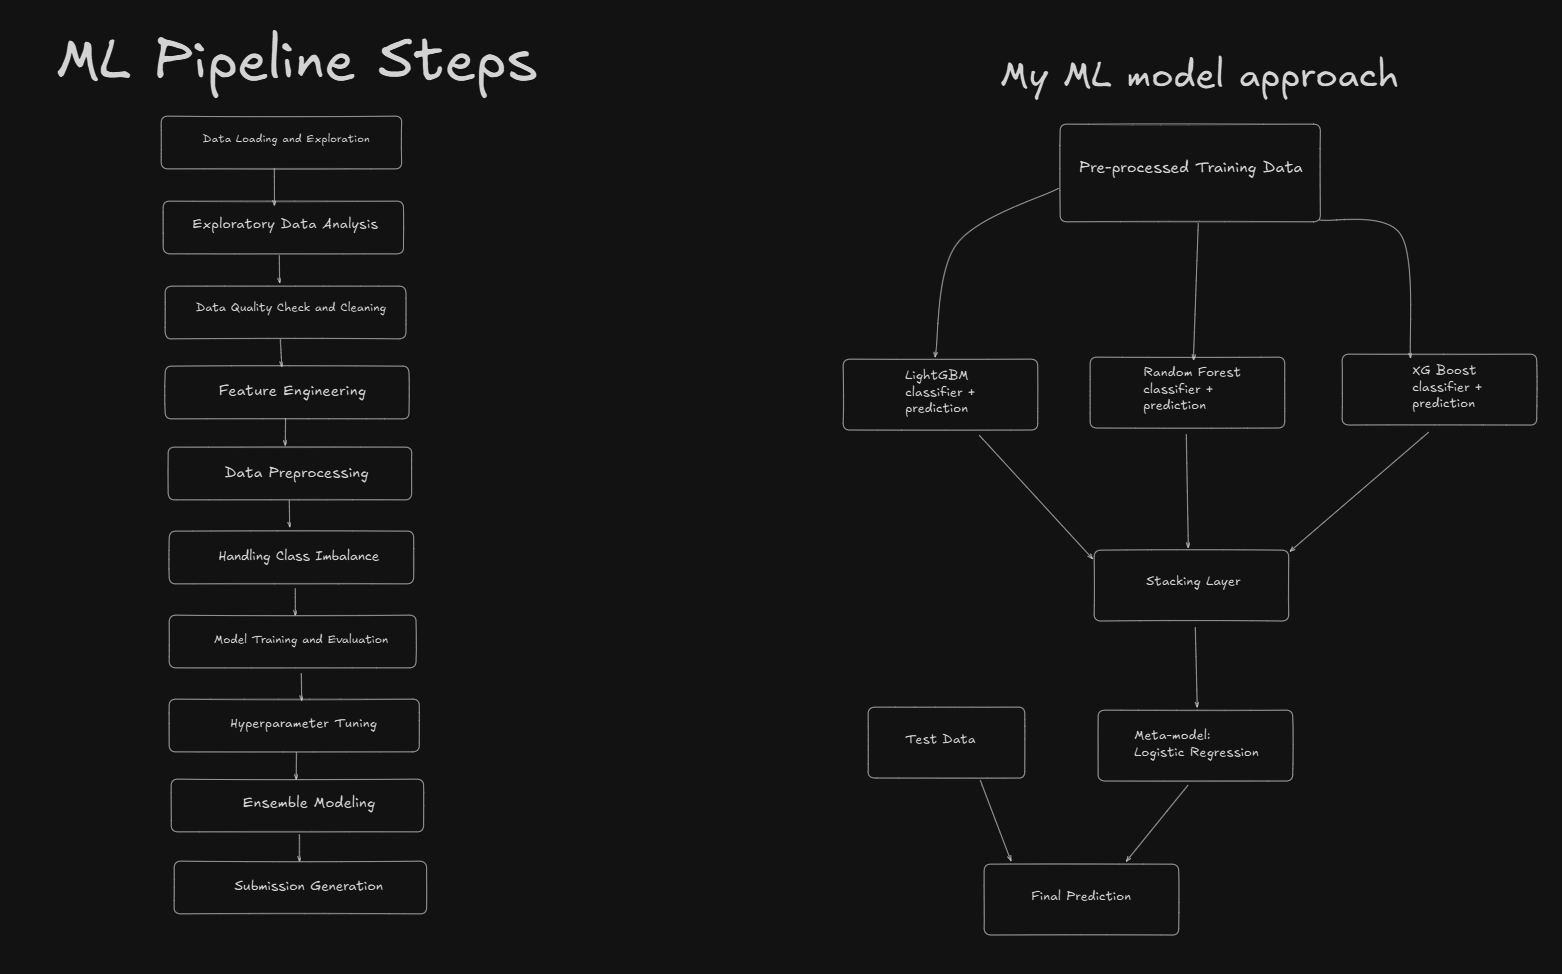 ML Pipeline Steps
Data Loading and Exploration
Exploratory Data Analysis
Data Quality Check and Cleaning
Feature Engineering
Data Preprocessing
Handling Class Imbalance
Model Training and Evaluation
Hyperparameter Tuning
Ensemble Modeling
Submission Generation
My ML model approach
Pre-processed Training Data
LightGBM
classifier +
prediction
Random Forest
classifier +
prediction
XG Boost
classifier +
prediction
Stacking Layer
Test Data
Meta-model:
Logistic Regression
Final Prediction